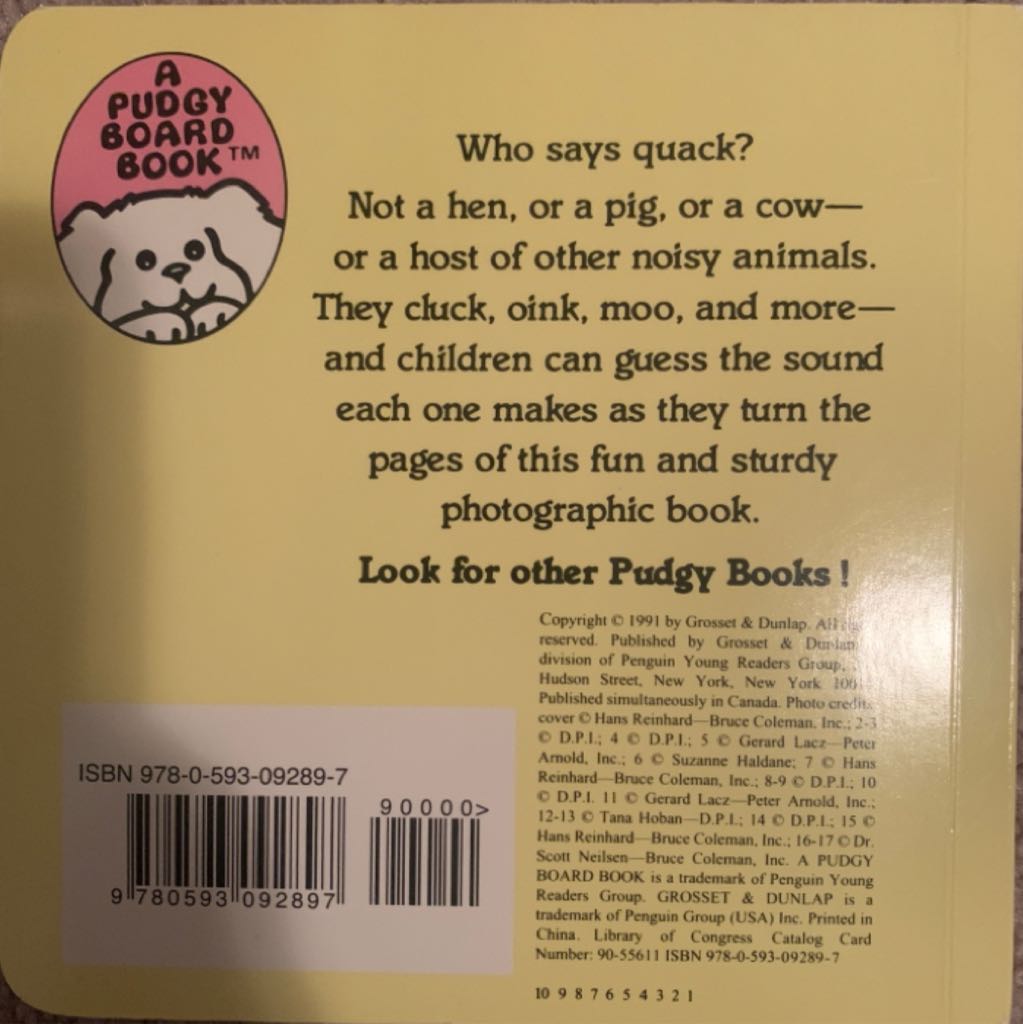 A
PUDGY
BOARD
BOOK™
Who says quack?
Not a hen, or a pig, or a cow—
or a host of other noisy animals.
They cluck, oink, moo, and more—
and children can guess the sound
each one makes as they turn the
pages of this fun and sturdy
photographic book.
Look for other Pudgy Books !
Copyright © 1991 by Grosset & Dunlap. All
reserved. Published by Grosset & Dunlap,
division of Penguin Young Readers Group,
Hudson Street, New York, New York
Published simultaneously in Canada. Photo credits:
cover © Hans Reinhard—Bruce Coleman, Inc.; 2-3
© D.P.I.; 4 © D.P.I.; 5 © Gerard Lacz—Peter
Arnold, Inc.; 6 © Suzanne Haldane; 7 © Hans
Reinhard—Bruce Coleman, Inc.; 8-9 © D.P.I.; 10
© D.P.I. 11 © Gerard Lacz—Peter Arnold, Inc.;
12-13 © Tana Hoban—D.P.I.; 14 © D.P.I.; 15 ©
Hans Reinhard—Bruce Coleman, Inc.; 16-17 © Dr.
Scott Neilsen—Bruce Coleman, Inc. A PUDGY
BOARD BOOK is a trademark of Penguin Young
Readers Group. GROSSET & DUNLAP is a
trademark of Penguin Group (USA) Inc. Printed in
China. Library of Congress Catalog Card
Number: 90-55611 ISBN 978-0-593-09289-7
10 9 8 7 6 5 4 3 2 1
ISBN 978-0-593-09289-7
90000>
9 780593 092897